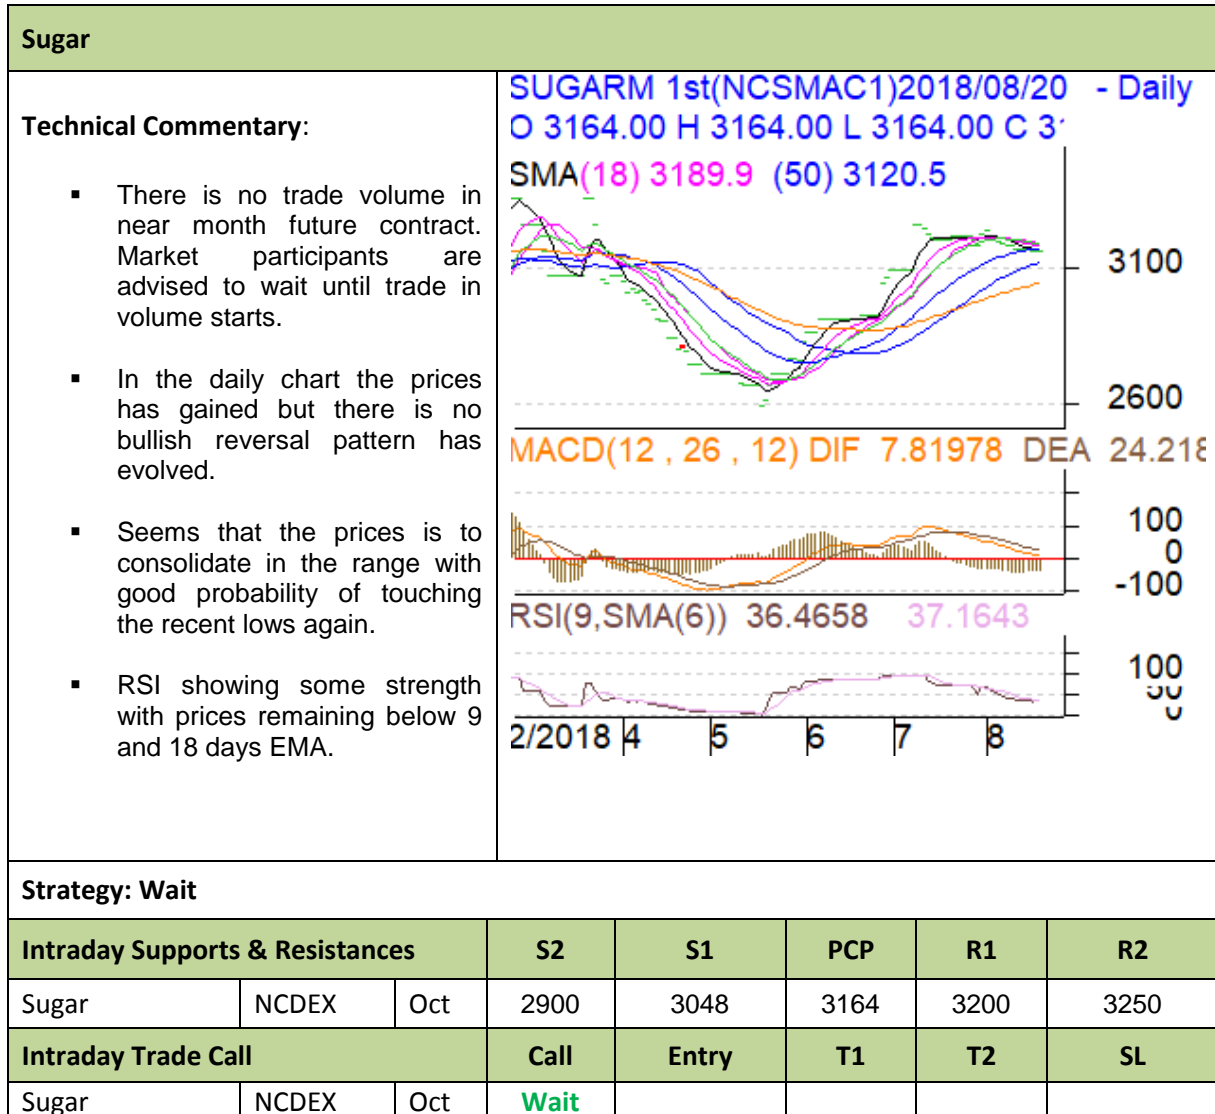 Sugar
Technical Commentary:
▪ There is no trade volume in
near month future contract.
Market participants are
advised to wait until trade in
volume starts.
▪ In the daily chart the prices
has gained but there is no
bullish reversal pattern has
evolved.
▪ Seems that the prices is to
consolidate in the range with
good probability of touching
the recent lows again.
▪ RSI showing some strength
with prices remaining below 9
and 18 days EMA.
SUGARM 1st(NCSMAC1)2018/08/20 - Daily
O 3164.00 H 3164.00 L 3164.00 C
SMA(18) 3189.9 (50) 3120.5
3100
2600
MACD(12 , 26 , 12) DIF 7.81978 DEA 24.218
100
0
-100
RSI(9,SMA(6)) 36.4658 37.1643
100
2/2018 4 5 6 7 8
Strategy: Wait
Intraday Supports & Resistances S2 S1 PCP R1 R2
Sugar NCDEX Oct 2900 3048 3164 3200 3250
Intraday Trade Call Call Entry T1 T2 SL
Sugar NCDEX Oct Wait